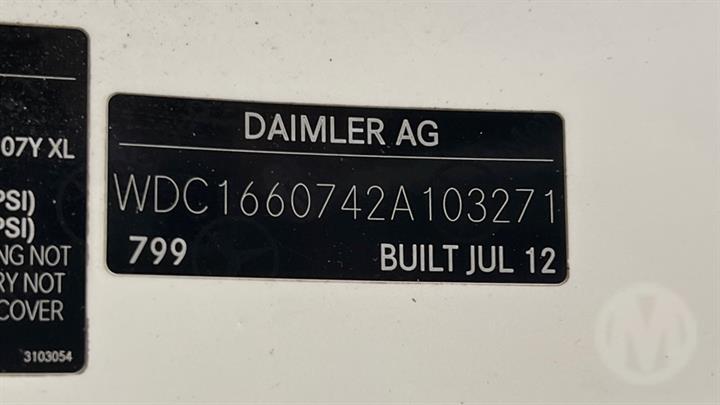 07Y XL
PSI)
PSI)
NG NOT
RY NOT
COVER
3103054
DAIMLER AG
WDC1660742A103271
799 BUILT JUL 12
M